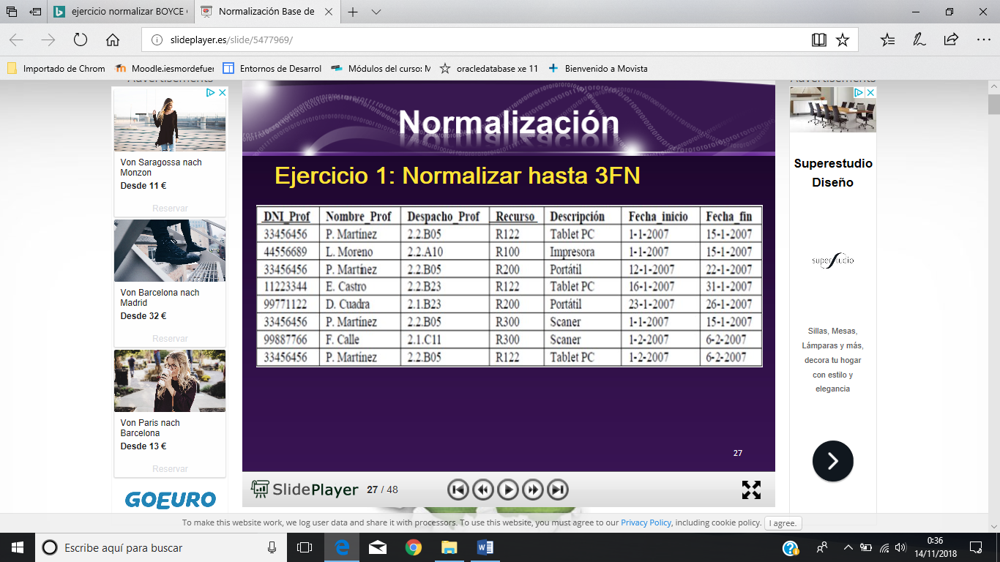 ejercicio normalizar BOYCE
Normalización Base de
slideplayer.es/slide/5477969/
Importado de Chrom
Moodle.iesmordefuer
Entornos de Desarrol
Módulos del curso: M
oracledatabase xe 11
Bienvenido a Movista
Advertisements
Advertisements
Von Saragossa nach Monzon
Desde 11 €
Reservar
Von Barcelona nach Madrid
Desde 32 €
Reservar
Von Paris nach Barcelona
Desde 13 €
Reservar
GOEURO
Normalización
Ejercicio 1: Normalizar hasta 3FN
DNI_Prof Nombre_Prof Despacho_Prof Recurso Descripción Fecha_inicio Fecha_fin
33456456 P. Martínez 2.2.B05 R122 Tablet PC 1-1-2007 15-1-2007
44556689 L. Moreno 2.2.A10 R100 Impresora 1-1-2007 15-1-2007
33456456 P. Martínez 2.2.B05 R200 Portátil 12-1-2007 22-1-2007
11223344 E. Castro 2.2.B23 R122 Tablet PC 16-1-2007 31-1-2007
99771122 D. Cuadra 2.1.B23 R200 Portátil 23-1-2007 26-1-2007
33456456 P. Martínez 2.2.B05 R300 Scaner 1-1-2007 15-1-2007
99887766 F. Calle 2.1.C11 R300 Scaner 1-2-2007 6-2-2007
33456456 P. Martínez 2.2.B05 R122 Tablet PC 1-2-2007 6-2-2007
27
SlidePlayer
27 / 48
Superestudio
Diseño
superstudio
Sillas, Mesas,
Lámparas y más,
decora tu hogar
con estilo y
elegancia
To make this website work, we log user data and share it with processors. To use this website, you must agree to our Privacy Policy, including cookie policy. I agree.
Escribe aquí para buscar
0:36
14/11/2018